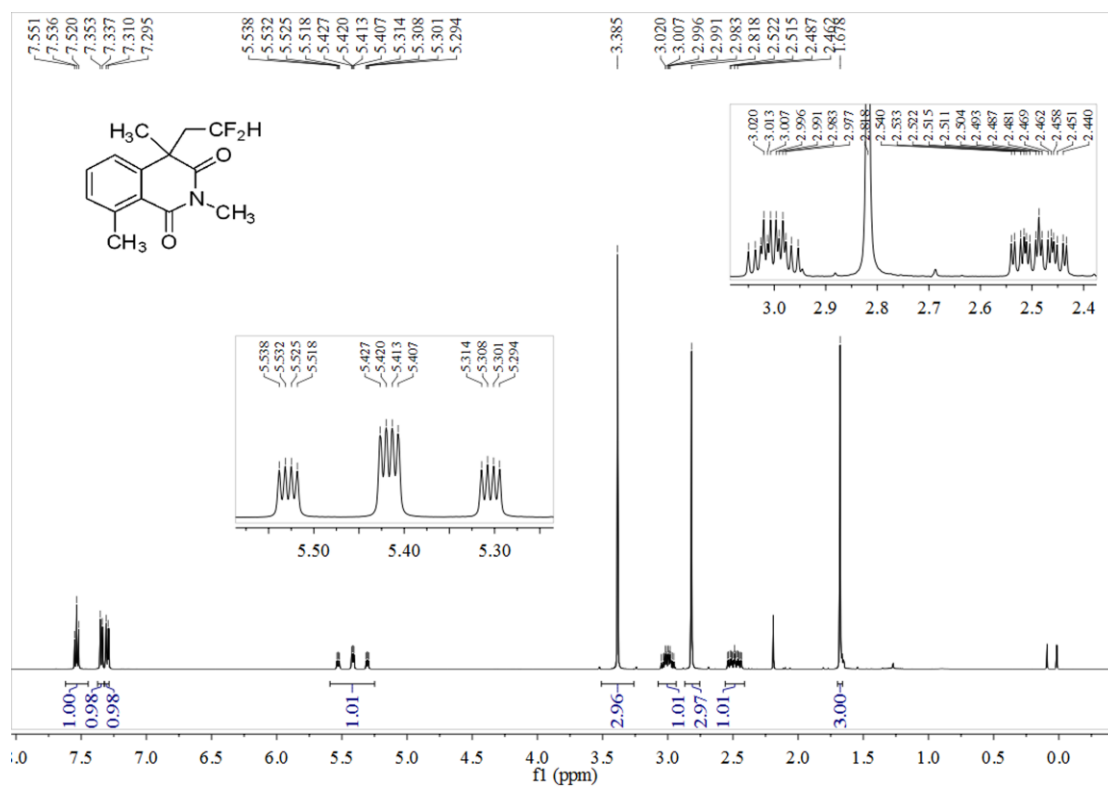 7.551 7.536 7.520 7.353 7.337 7.310 7.295
5.538 5.532 5.525 5.518 5.427 5.420 5.413 5.407 5.314 5.308 5.301 5.294
3.385
3.020 3.007 2.996 2.991 2.983 2.818 2.522 2.515 2.487 2.462 1.678
H₃C CF₂H
O
N
CH₃
CH₃ O
3.020 3.013 3.007 2.996 2.991 2.983 2.977 2.818 2.540 2.533 2.522 2.515 2.511 2.504 2.493 2.487 2.481 2.469 2.462 2.458 2.451 2.440
3.0 2.9 2.8 2.7 2.6 2.5 2.4
5.538 5.532 5.525 5.518 5.427 5.420 5.413 5.407 5.314 5.308 5.301 5.294
5.50 5.40 5.30
1.00 0.98 0.98 1.01 2.96 1.01 2.97 1.01 3.00
7.5 7.0 6.5 6.0 5.5 5.0 4.5 4.0 3.5 3.0 2.5 2.0 1.5 1.0 0.5 0.0
f1 (ppm)